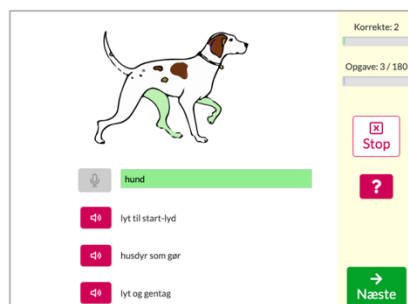 Korrekte: 2
Opgave: 3 / 180
Stop
?
hund
lyt til start-lyd
husdyr som gør
lyt og gentag
Næste